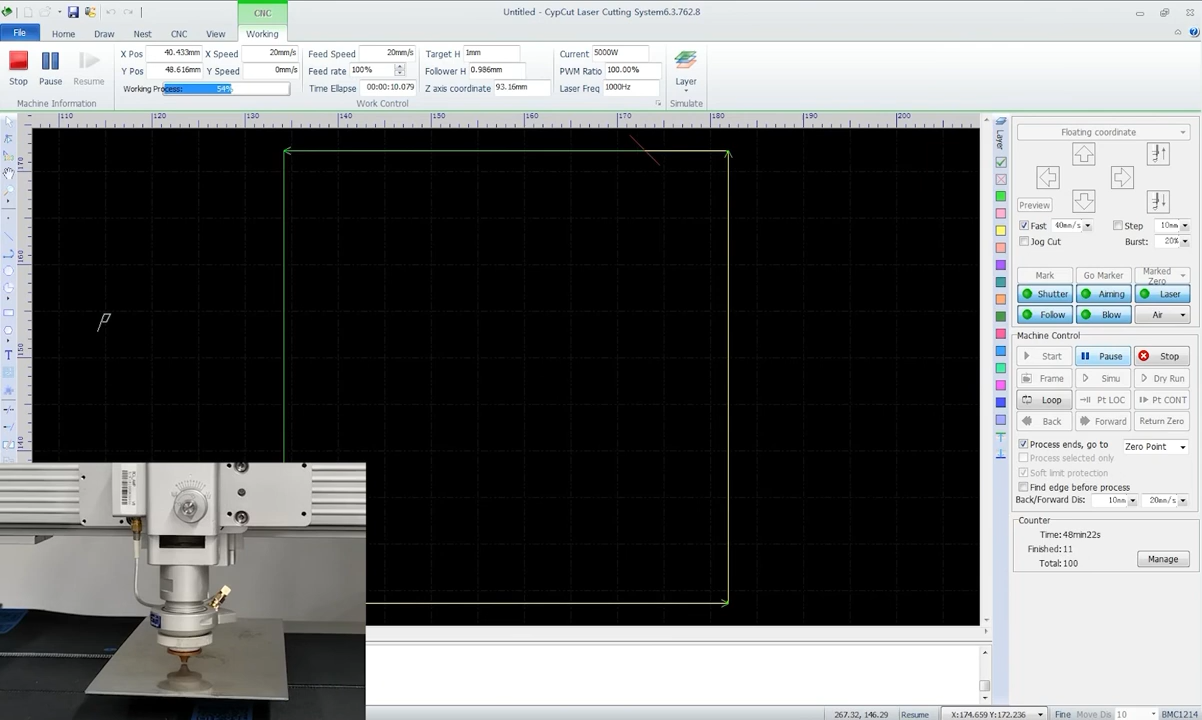 Untitled - CypCut Laser Cutting System6.3.762.8
CNC
File Home Draw Nest CNC View Working
Stop Pause Resume
X Pos 40.433mm X Speed 20mm/s
Y Pos 48.616mm Y Speed 0mm/s
Working Process: 54%
Machine Information
Feed Speed 20mm/s Target H 1mm
Feed rate 100% Follower H 0.986mm
Time Elapse 00:00:10.079 Z axis coordinate 93.16mm
Work Control
Current 5000W
PWM Ratio 100.00%
Laser Freq 1000Hz
Layer
Simulate
110 120 130 140 150 160 170 180 190 200
170
160
150
140
Layer
Floating coordinate
Preview
Fast 40mm/s Step 10mm
Jog Cut Burst: 20%
Mark Go Marker Marked Zero
Shutter Aiming Laser
Follow Blow Air
Machine Control
Start Pause Stop
Frame Simu Dry Run
Loop Pt LOC Pt CONT
Back Forward Return Zero
Process ends, go to Zero Point
Process selected only
Soft limit protection
Find edge before process
Back/Forward Dis: 10mm 20mm/s
Counter
Time:48min22s
Finished: 11
Total: 100
Manage
267.32, 146.29 Resume X:174.659 Y:172.236 Fine Move Dis 10 BMC1214